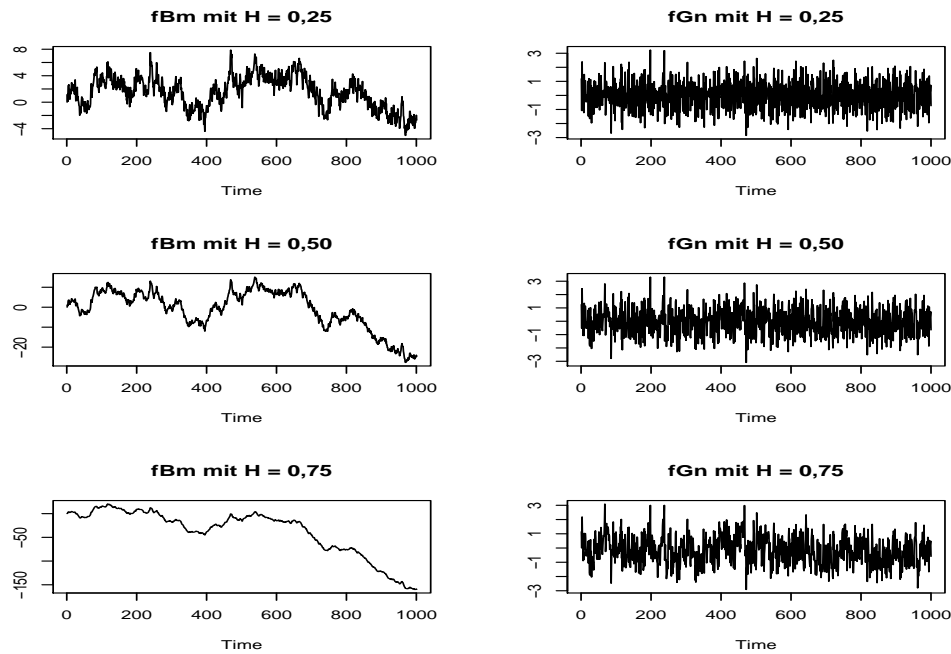 fBm mit H = 0,25
8
4
0
-4
0 200 400 600 800 1000
Time
fGn mit H = 0,25
3
1
-1
-3
0 200 400 600 800 1000
Time
fBm mit H = 0,50
0
-20
0 200 400 600 800 1000
Time
fGn mit H = 0,50
3
1
-1
-3
0 200 400 600 800 1000
Time
fBm mit H = 0,75
-50
-150
0 200 400 600 800 1000
Time
fGn mit H = 0,75
3
1
-1
-3
0 200 400 600 800 1000
Time